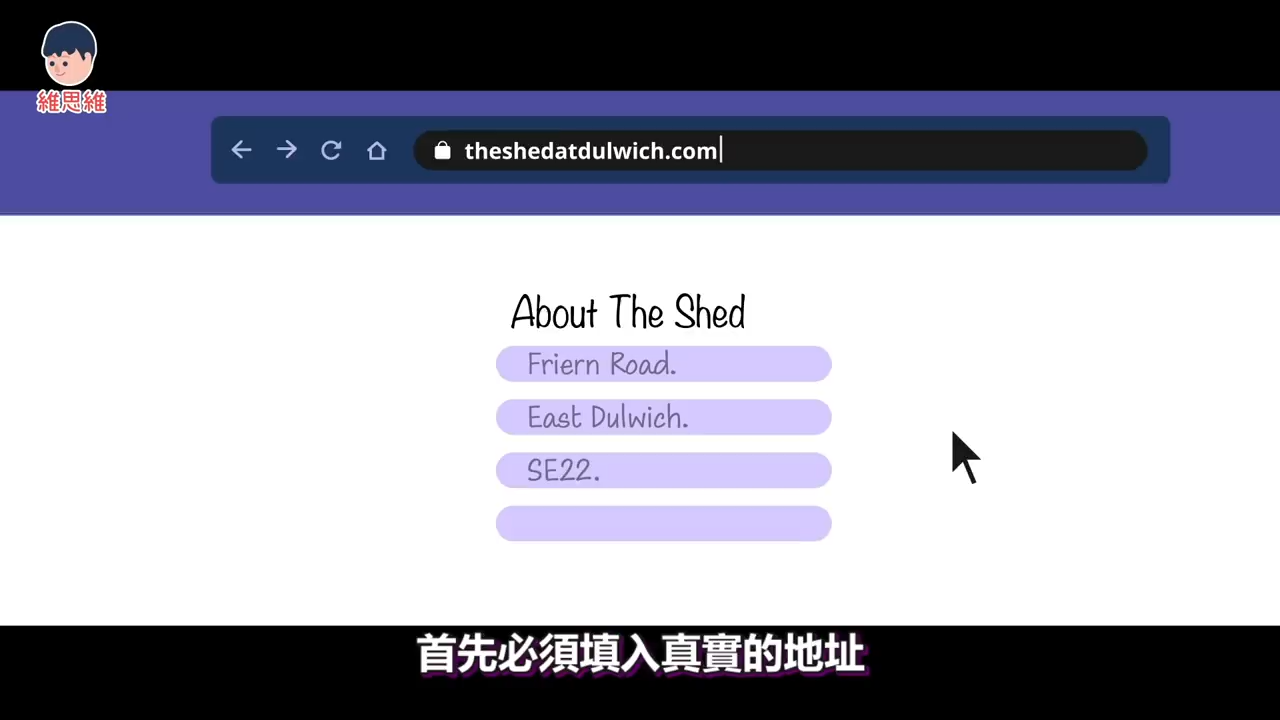 維思維
theshedatdulwich.com
About The Shed
Friern Road.
East Dulwich.
SE22.
首先必須填入真實的地址